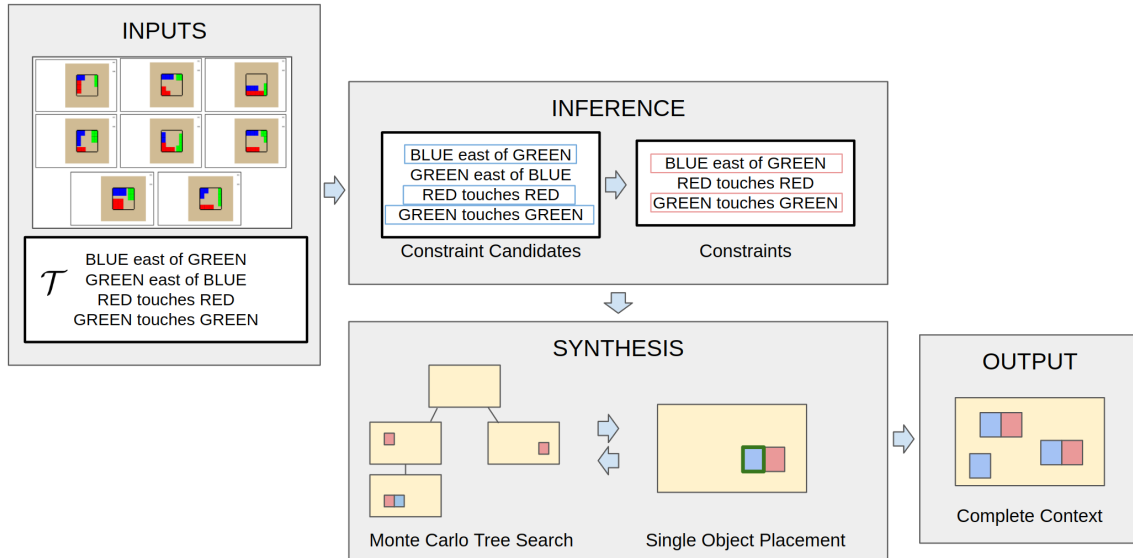 INPUTS
𝒯
BLUE east of GREEN
GREEN east of BLUE
RED touches RED
GREEN touches GREEN
INFERENCE
BLUE east of GREEN
GREEN east of BLUE
RED touches RED
GREEN touches GREEN
Constraint Candidates
BLUE east of GREEN
RED touches RED
GREEN touches GREEN
Constraints
SYNTHESIS
Monte Carlo Tree Search
Single Object Placement
OUTPUT
Complete Context